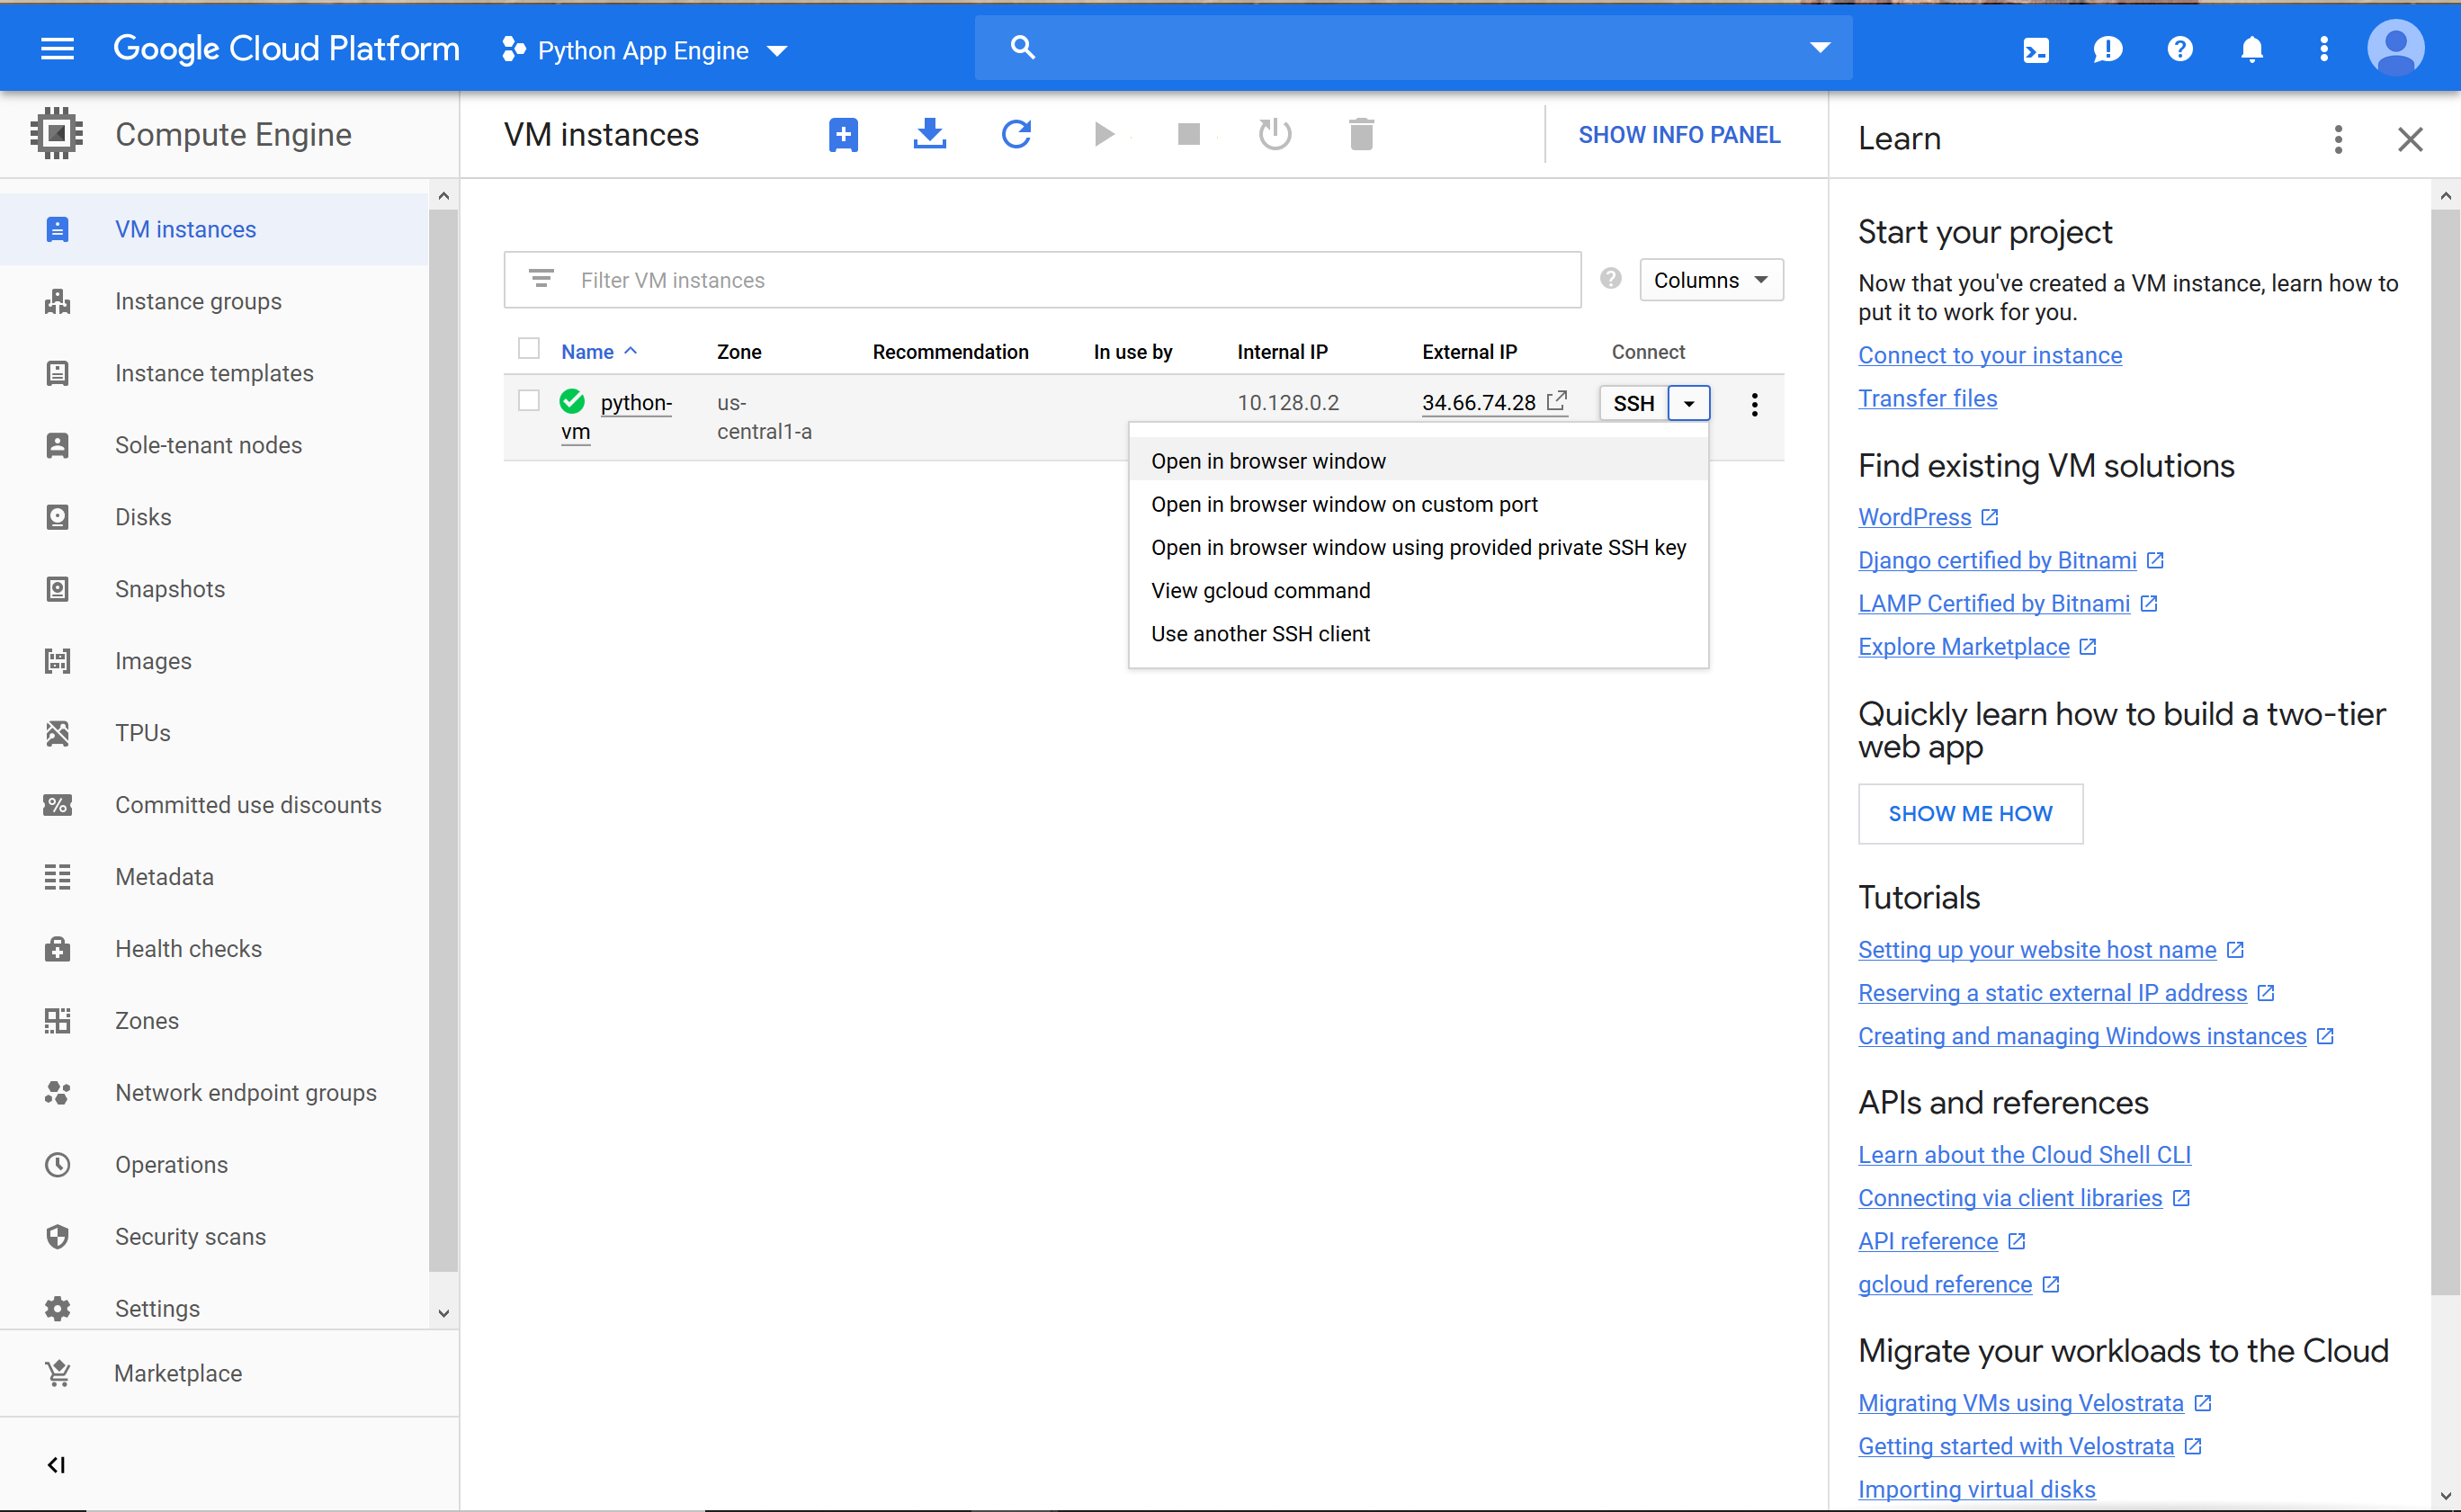 Google Cloud Platform
Python App Engine
Compute Engine
VM instances
Instance groups
Instance templates
Sole-tenant nodes
Disks
Snapshots
Images
TPUs
Committed use discounts
Metadata
Health checks
Zones
Network endpoint groups
Operations
Security scans
Settings
Marketplace
VM instances
SHOW INFO PANEL
Filter VM instances
Columns
Name Zone Recommendation In use by Internal IP External IP Connect
python- us- 10.128.0.2 34.66.74.28 SSH
vm central1-a
Open in browser window
Open in browser window on custom port
Open in browser window using provided private SSH key
View gcloud command
Use another SSH client
Learn
Start your project
Now that you've created a VM instance, learn how to
put it to work for you.
Connect to your instance
Transfer files
Find existing VM solutions
WordPress
Django certified by Bitnami
LAMP Certified by Bitnami
Explore Marketplace
Quickly learn how to build a two-tier
web app
SHOW ME HOW
Tutorials
Setting up your website host name
Reserving a static external IP address
Creating and managing Windows instances
APIs and references
Learn about the Cloud Shell CLI
Connecting via client libraries
API reference
gcloud reference
Migrate your workloads to the Cloud
Migrating VMs using Velostrata
Getting started with Velostrata
Importing virtual disks